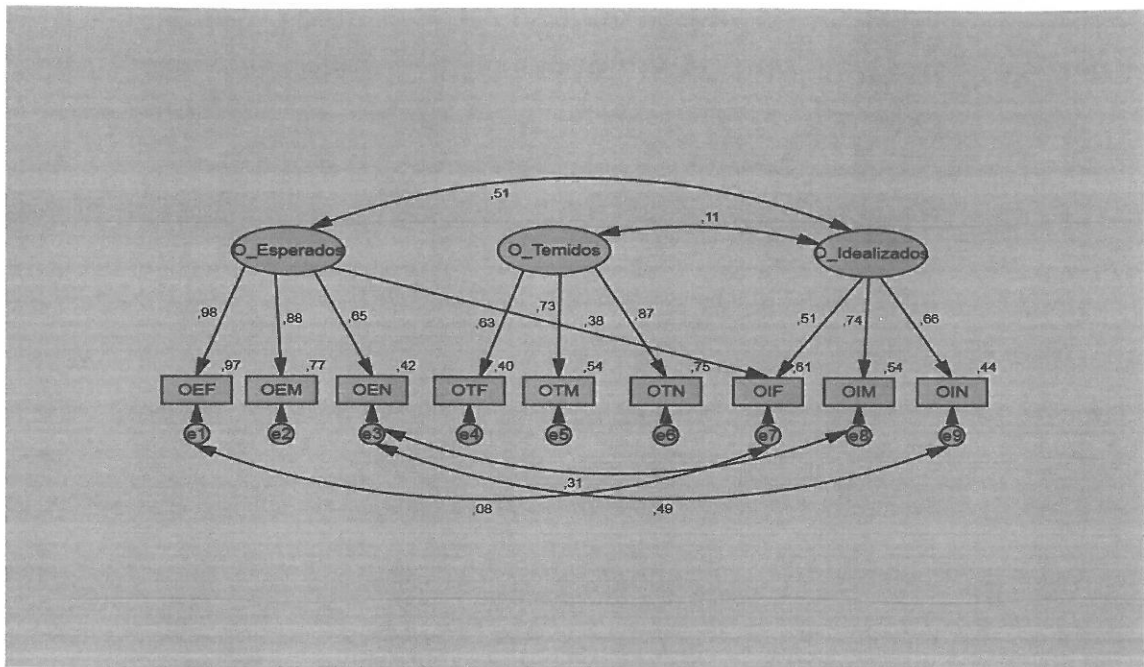 ,51
,11
O_Esperados O_Temidos O_Idealizados
,98 ,88 ,65 ,63 ,73 ,38 ,87 ,51 ,74 ,66
,97 ,77 ,42 ,40 ,54 ,75 ,61 ,54 ,44
OEF OEM OEN OTF OTM OTN OIF OIM OIN
e1 e2 e3 e4 e5 e6 e7 e8 e9
,31
,08 ,49